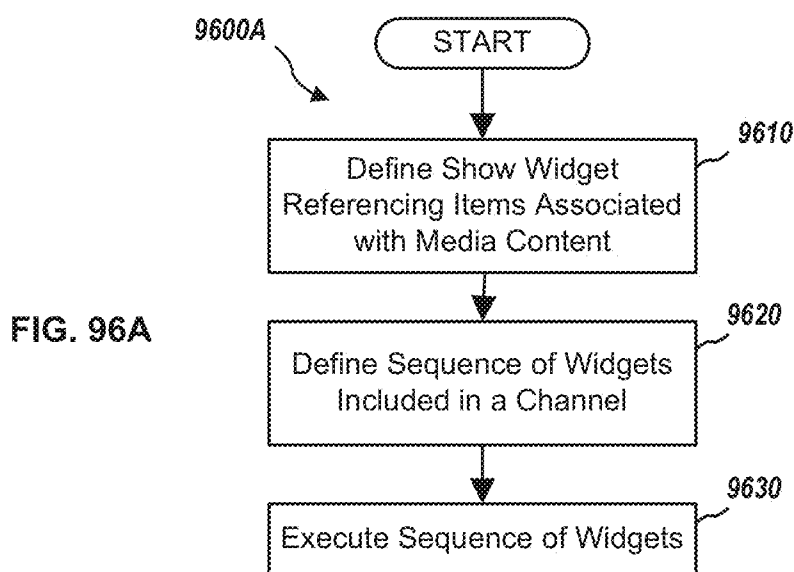 9600A
START
9610
Define Show Widget
Referencing Items Associated
with Media Content
FIG. 96A
9620
Define Sequence of Widgets
Included in a Channel
9630
Execute Sequence of Widgets